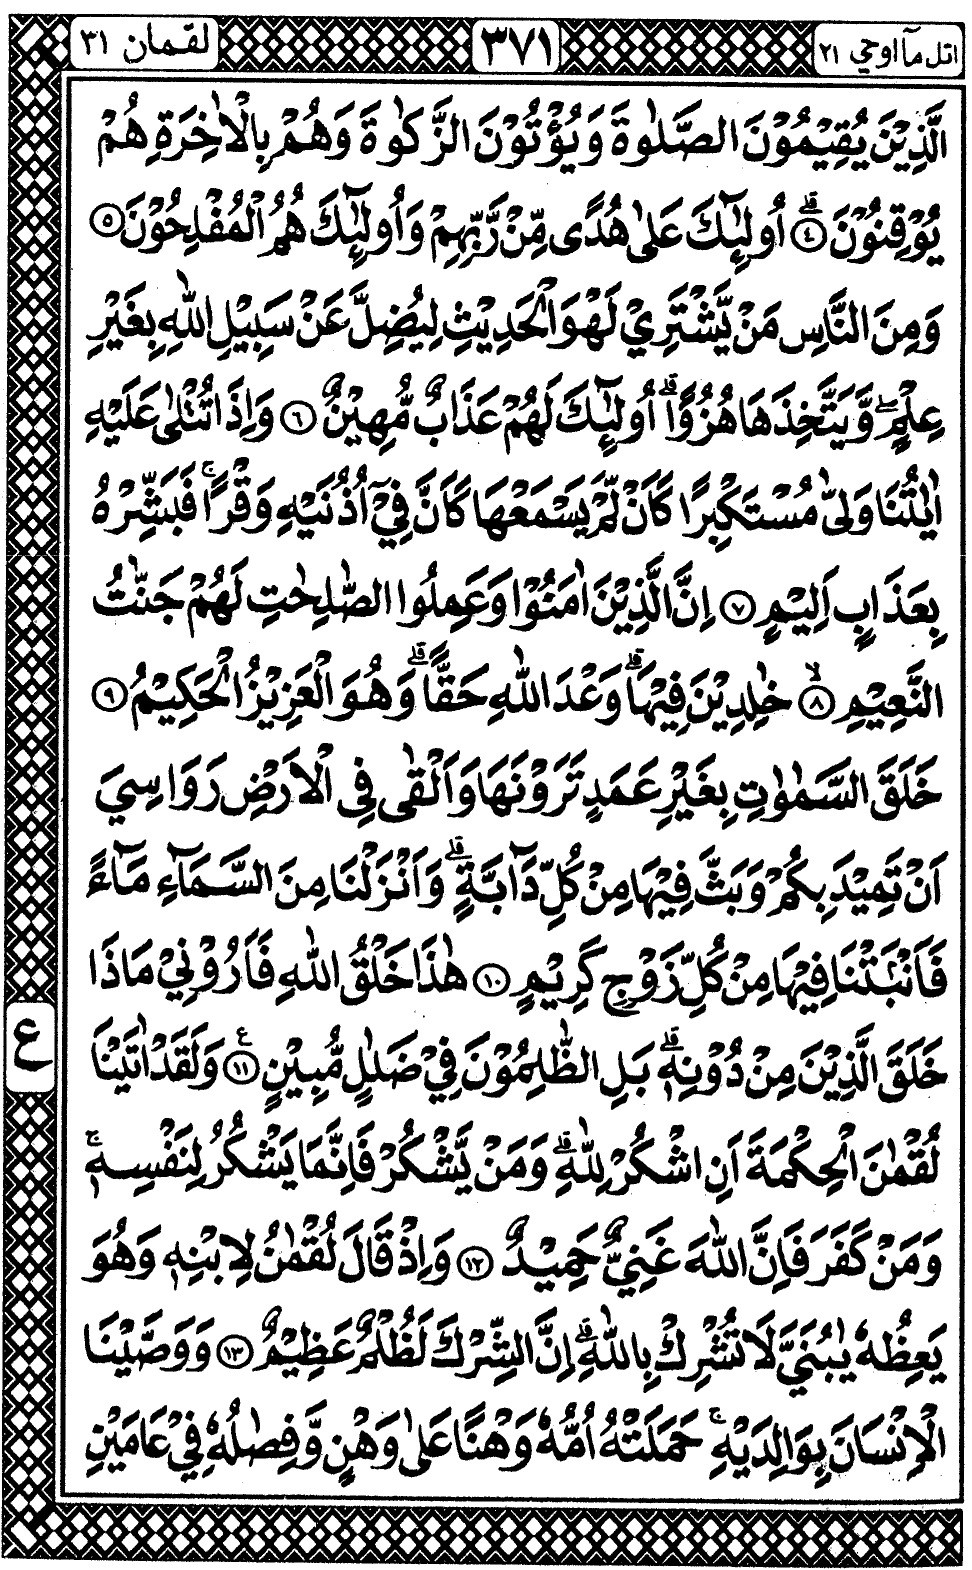 اتل ما اوحي ٢١
٣٧١
لقمان ٣١
الَّذِيْنَ يُقِيْمُوْنَ الصَّلٰوةَ وَيُؤْتُوْنَ الزَّكٰوةَ وَهُمْ بِالْاٰخِرَةِ هُمْ
يُوْقِنُوْنَ ۗ﴿٤﴾ اُولٰٓئِكَ عَلٰى هُدًى مِّنْ رَّبِّهِمْ وَاُولٰٓئِكَ هُمُ الْمُفْلِحُوْنَ ﴿٥﴾
وَمِنَ النَّاسِ مَنْ يَّشْتَرِيْ لَهْوَ الْحَدِيْثِ لِيُضِلَّ عَنْ سَبِيْلِ اللّٰهِ بِغَيْرِ
عِلْمٍ ۖ وَّيَتَّخِذَهَا هُزُوًا ۗ اُولٰٓئِكَ لَهُمْ عَذَابٌ مُّهِيْنٌ ﴿٦﴾ وَاِذَا تُتْلٰى عَلَيْهِ
اٰيٰتُنَا وَلّٰى مُسْتَكْبِرًا كَاَنْ لَّمْ يَسْمَعْهَا كَاَنَّ فِيْٓ اُذُنَيْهِ وَقْرًا ۚ فَبَشِّرْهُ
بِعَذَابٍ اَلِيْمٍ ﴿٧﴾ اِنَّ الَّذِيْنَ اٰمَنُوْا وَعَمِلُوا الصّٰلِحٰتِ لَهُمْ جَنّٰتُ
النَّعِيْمِ ۙ﴿٨﴾ خٰلِدِيْنَ فِيْهَا ۗ وَعْدَ اللّٰهِ حَقًّا ۗ وَهُوَ الْعَزِيْزُ الْحَكِيْمُ ﴿٩﴾
خَلَقَ السَّمٰوٰتِ بِغَيْرِ عَمَدٍ تَرَوْنَهَا وَاَلْقٰى فِى الْاَرْضِ رَوَاسِيَ
اَنْ تَمِيْدَ بِكُمْ وَبَثَّ فِيْهَا مِنْ كُلِّ دَآبَّةٍ ۗ وَاَنْزَلْنَا مِنَ السَّمَآءِ مَآءً
فَاَنْۢبَتْنَا فِيْهَا مِنْ كُلِّ زَوْجٍ كَرِيْمٍ ﴿١٠﴾ هٰذَا خَلْقُ اللّٰهِ فَاَرُوْنِيْ مَاذَا
خَلَقَ الَّذِيْنَ مِنْ دُوْنِهٖ ۗ بَلِ الظّٰلِمُوْنَ فِيْ ضَلٰلٍ مُّبِيْنٍ ﴿١١﴾ وَلَقَدْ اٰتَيْنَا
ع
لُقْمٰنَ الْحِكْمَةَ اَنِ اشْكُرْ لِلّٰهِ ۗ وَمَنْ يَّشْكُرْ فَاِنَّمَا يَشْكُرُ لِنَفْسِهٖ ۚ
وَمَنْ كَفَرَ فَاِنَّ اللّٰهَ غَنِيٌّ حَمِيْدٌ ﴿١٢﴾ وَاِذْ قَالَ لُقْمٰنُ لِابْنِهٖ وَهُوَ
يَعِظُهٗ يٰبُنَيَّ لَا تُشْرِكْ بِاللّٰهِ ۗ اِنَّ الشِّرْكَ لَظُلْمٌ عَظِيْمٌ ﴿١٣﴾ وَوَصَّيْنَا
الْاِنْسَانَ بِوَالِدَيْهِ ۚ حَمَلَتْهُ اُمُّهٗ وَهْنًا عَلٰى وَهْنٍ وَّفِصٰلُهٗ فِيْ عَامَيْنِ